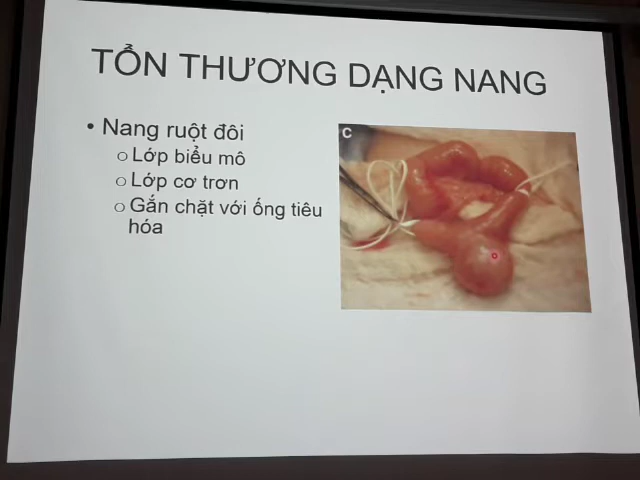 TỔN THƯƠNG DẠNG NANG
• Nang ruột đôi
o Lớp biểu mô
o Lớp cơ trơn
o Gắn chặt với ống tiêu
hóa
C